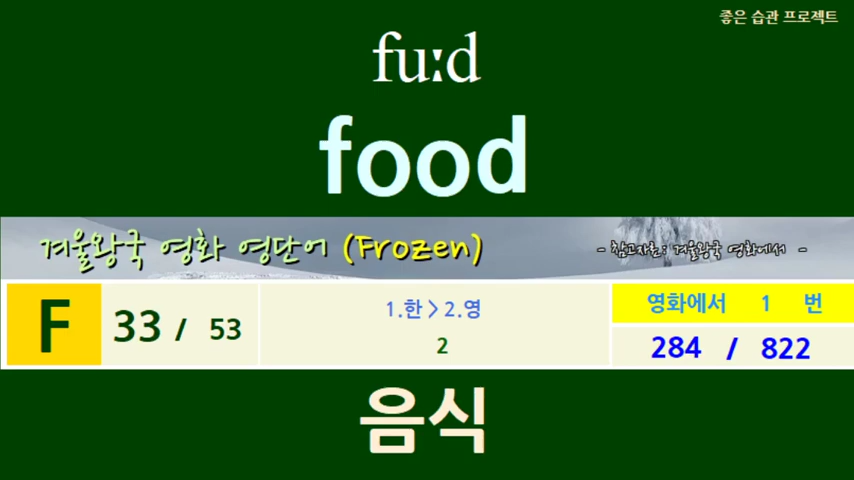 좋은 습관 프로젝트
fuːd
food
겨울왕국 영화 영단어 (Frozen)
- 참고자료: 겨울왕국 영화에서 -
F 33 / 53
1.한 > 2.영
2
영화에서 1 번
284 / 822
음식